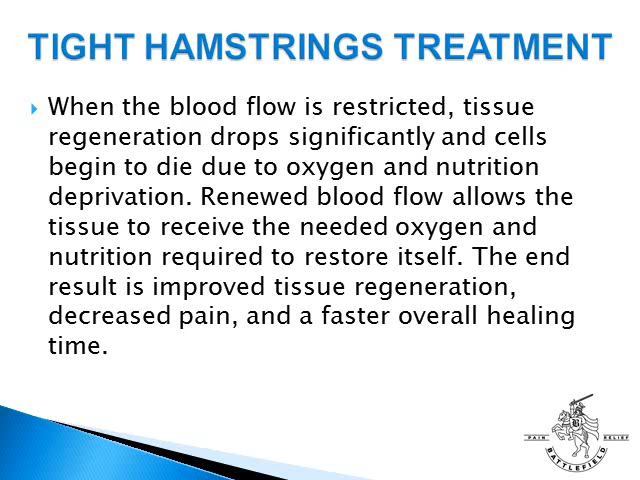 TIGHT HAMSTRINGS TREATMENT
When the blood flow is restricted, tissue
regeneration drops significantly and cells
begin to die due to oxygen and nutrition
deprivation. Renewed blood flow allows the
tissue to receive the needed oxygen and
nutrition required to restore itself. The end
result is improved tissue regeneration,
decreased pain, and a faster overall healing
time.
B
PAIN RELIEF
BATTLEFIELD